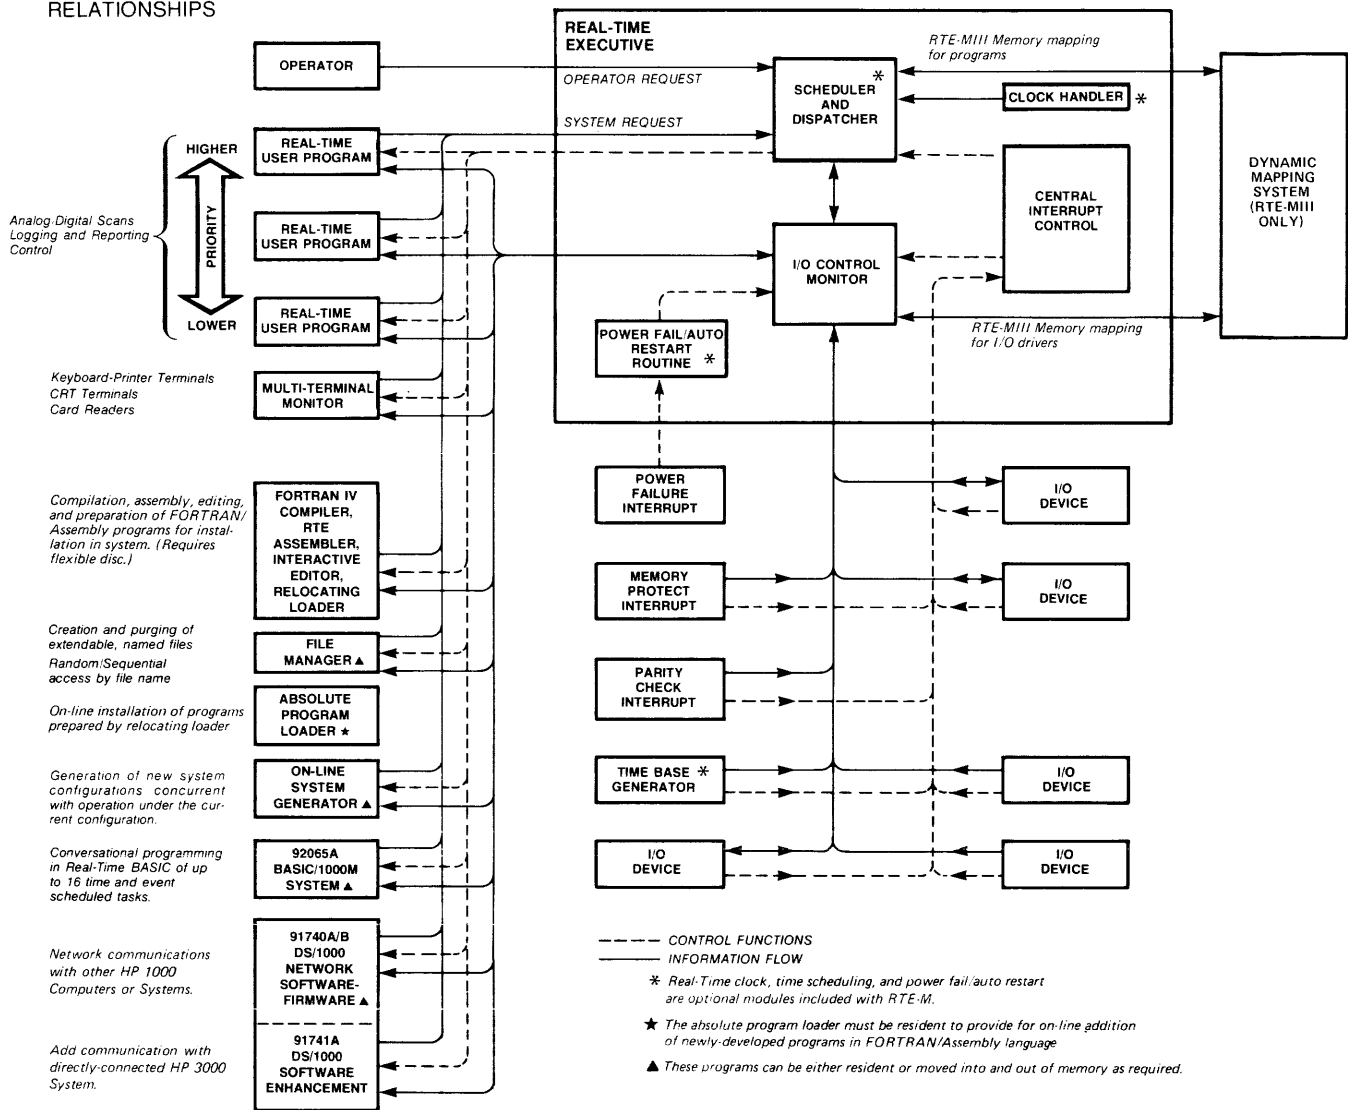 RELATIONSHIPS
OPERATOR
REAL-TIME
EXECUTIVE
OPERATOR REQUEST
SYSTEM REQUEST
SCHEDULER *
AND
DISPATCHER
RTE-MIII Memory mapping
for programs
CLOCK HANDLER *
CENTRAL
INTERRUPT
CONTROL
DYNAMIC
MAPPING
SYSTEM
(RTE-MIII
ONLY)
I/O CONTROL
MONITOR
RTE-MIII Memory mapping
for I/O drivers
POWER FAIL/AUTO
RESTART
ROUTINE *
HIGHER
PRIORITY
LOWER
Analog/Digital Scans
Logging and Reporting
Control
REAL-TIME
USER PROGRAM
REAL-TIME
USER PROGRAM
REAL-TIME
USER PROGRAM
Keyboard-Printer Terminals
CRT Terminals
Card Readers
MULTI-TERMINAL
MONITOR
Compilation, assembly, editing,
and preparation of FORTRAN/
Assembly programs for instal-
lation in system. (Requires
flexible disc.)
FORTRAN IV
COMPILER,
RTE
ASSEMBLER,
INTERACTIVE
EDITOR,
RELOCATING
LOADER
Creation and purging of
extendable, named files
Random/Sequential
access by file name
FILE
MANAGER ▲
On-line installation of programs
prepared by relocating loader
ABSOLUTE
PROGRAM
LOADER ★
Generation of new system
configurations concurrent
with operation under the cur-
rent configuration.
ON-LINE
SYSTEM
GENERATOR ▲
Conversational programming
in Real-Time BASIC of up
to 16 time and event
scheduled tasks.
92065A
BASIC/1000M
SYSTEM ▲
Network communications
with other HP 1000
Computers or Systems.
91740A/B
DS/1000
NETWORK
SOFTWARE-
FIRMWARE ▲
Add communication with
directly-connected HP 3000
System.
91741A
DS/1000
SOFTWARE
ENHANCEMENT
POWER
FAILURE
INTERRUPT
I/O
DEVICE
MEMORY
PROTECT
INTERRUPT
I/O
DEVICE
PARITY
CHECK
INTERRUPT
TIME BASE *
GENERATOR
I/O
DEVICE
I/O
DEVICE
I/O
DEVICE
CONTROL FUNCTIONS
INFORMATION FLOW
* Real-Time clock, time scheduling, and power fail/auto restart
are optional modules included with RTE-M.
★ The absolute program loader must be resident to provide for on-line addition
of newly-developed programs in FORTRAN/Assembly language
▲ These programs can be either resident or moved into and out of memory as required.